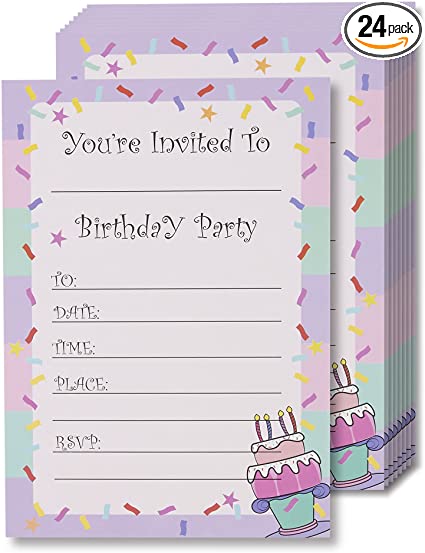 24
pack
You're Invited To
Birthday Party
TO:
DATE:
TIME:
PLACE:
RSVP: